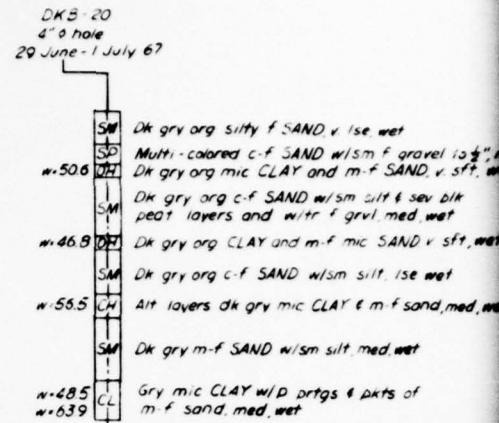 DKB-20
4" ø hole
29 June - 1 July 67
SM Dk gry org silty f SAND, v. lse, wet
SP Multi-colored c-f SAND w/sm f gravel to ½",
w=50.6 OH Dk gry org mic CLAY and m-f SAND, v. sft,
SM Dk gry org c-f SAND w/sm silt & sev blk
peat layers and w/tr f grvl, med, wet
w=46.8 OH Dk gry org CLAY and m-f mic SAND v sft, wet
SM Dk gry org c-f SAND w/sm silt, lse wet
w=56.5 CH Alt layers dk gry mic CLAY & m-f sand, med,
SM Dk gry m-f SAND w/sm silt, med, wet
w=48.5 CL Gry mic CLAY w/p prtgs & pkts of
w=63.9 m-f sand, med, wet